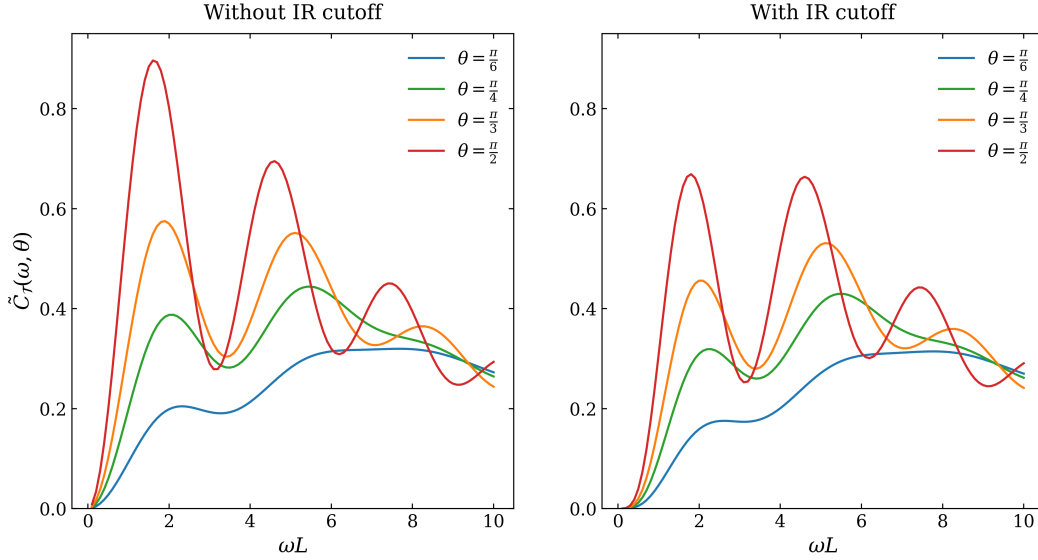 Without IR cutoff
θ = π/6
θ = π/4
θ = π/3
θ = π/2
C̃_𝒜(ω, θ)
0.8
0.6
0.4
0.2
0.0
0 2 4 6 8 10
ωL
With IR cutoff
θ = π/6
θ = π/4
θ = π/3
θ = π/2
0.8
0.6
0.4
0.2
0.0
0 2 4 6 8 10
ωL